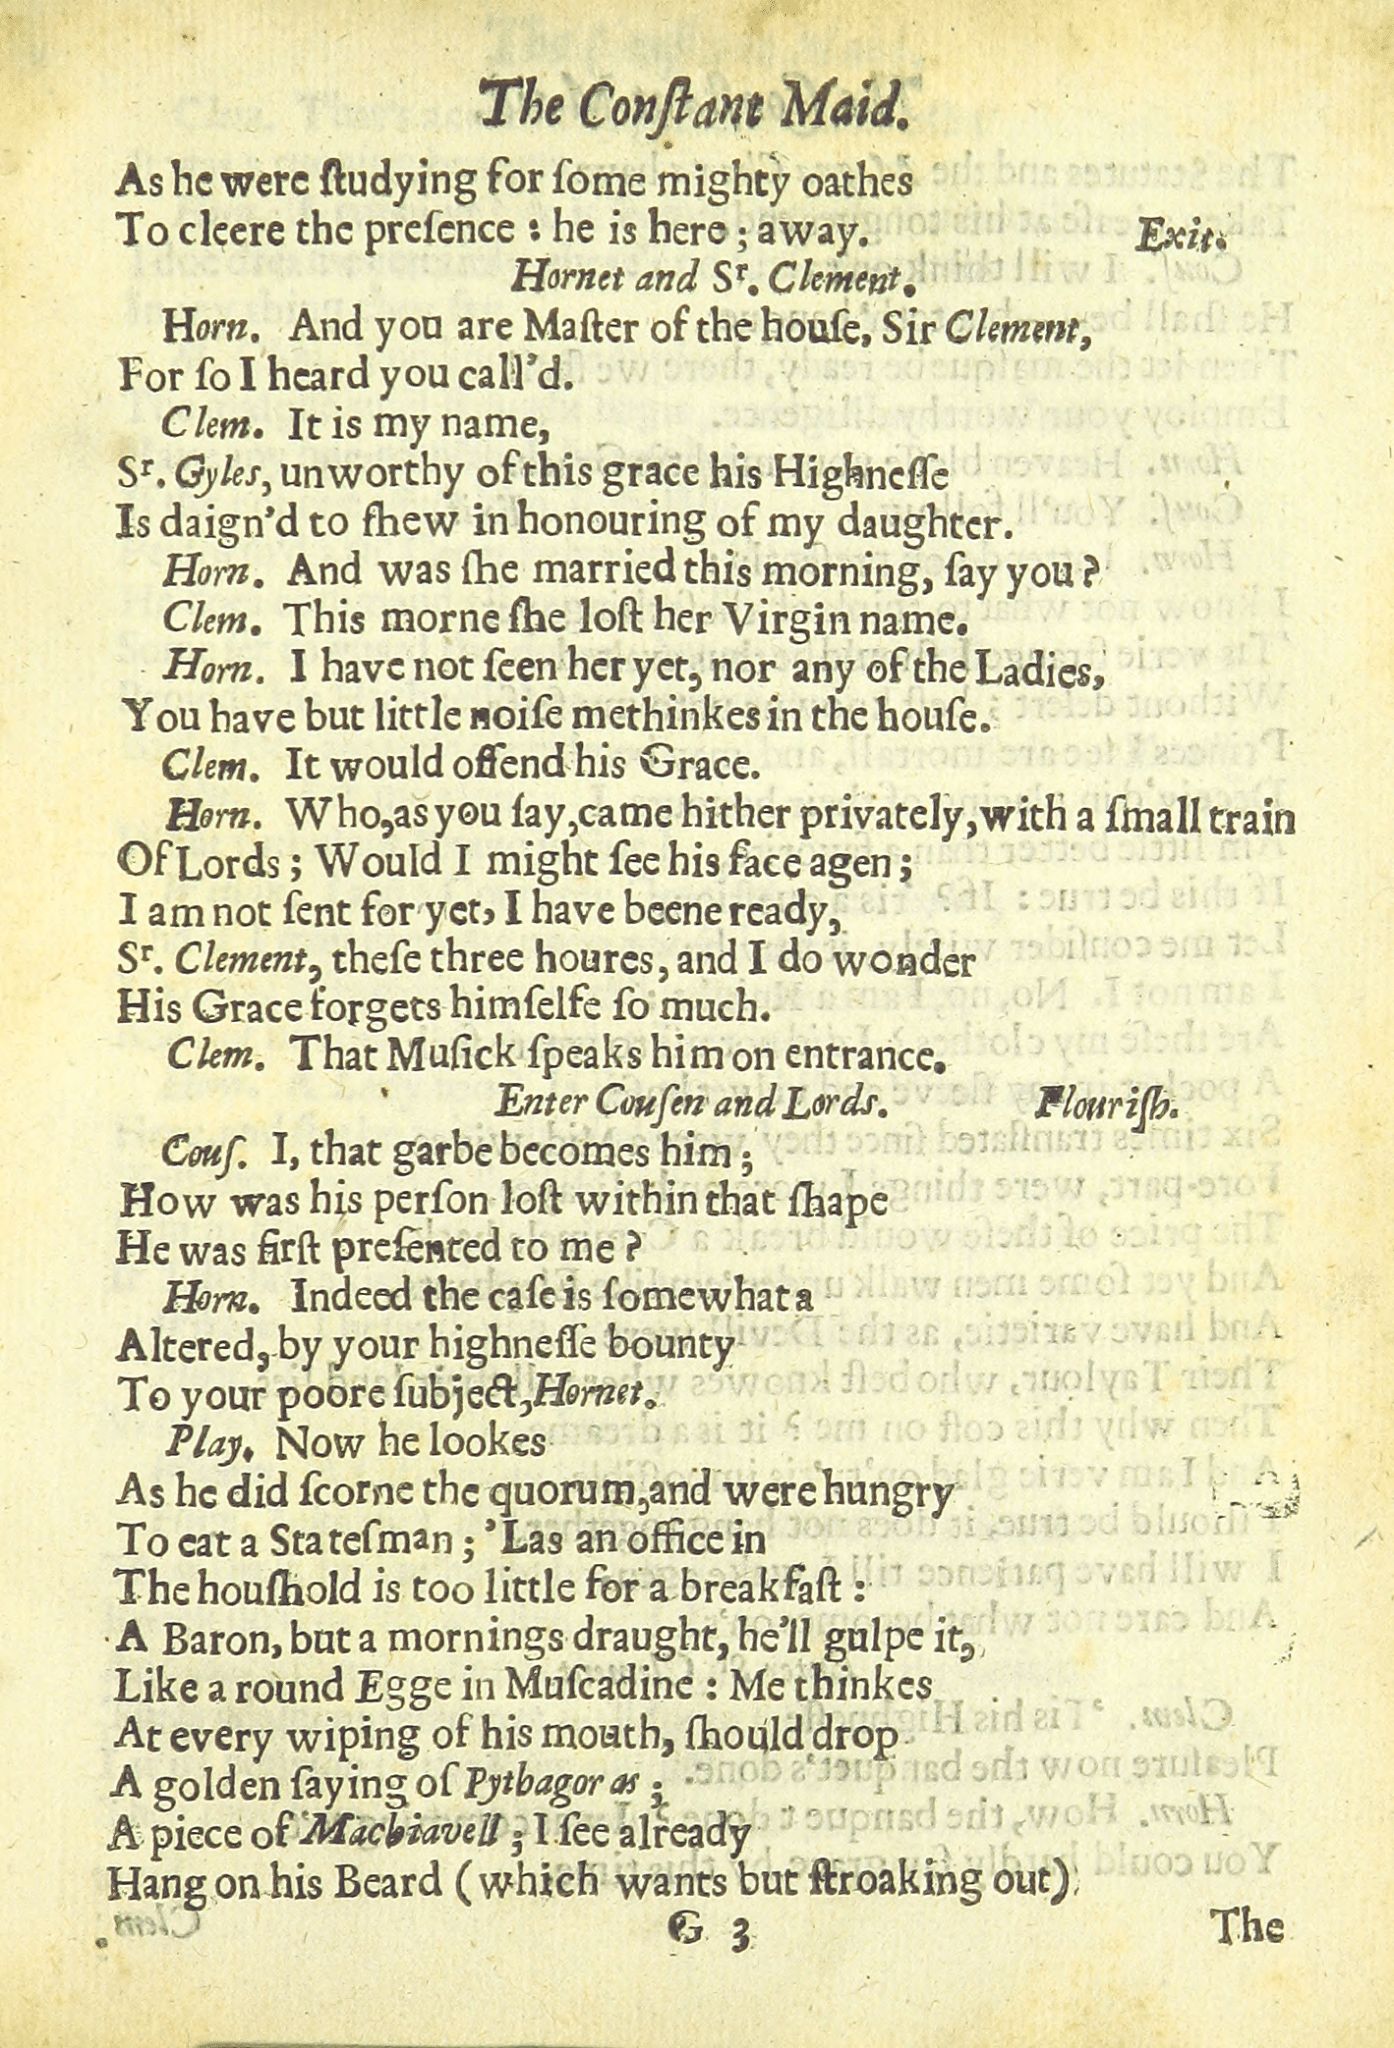 The Conſtant Maid.
As he were ſtudying for ſome mighty oathes
To cleere the preſence : he is here ; away. Exit.
Hornet and Sʳ. Clement.
Horn. And you are Maſter of the houſe, Sir Clement,
For ſo I heard you call'd.
Clem. It is my name,
Sʳ. Gyles, unworthy of this grace his Highneſſe
Is daign'd to ſhew in honouring of my daughter.
Horn. And was ſhe married this morning, ſay you ?
Clem. This morne ſhe loſt her Virgin name.
Horn. I have not ſeen her yet, nor any of the Ladies,
You have but little noiſe methinkes in the houſe.
Clem. It would offend his Grace.
Horn. Who, as you ſay, came hither privately, with a ſmall train
Of Lords ; Would I might ſee his face agen ;
I am not ſent for yet, I have beene ready,
Sʳ. Clement, theſe three houres, and I do wonder
His Grace forgets himſelfe ſo much.
Clem. That Muſick ſpeaks him on entrance.
Enter Couſen and Lords. Flouriſh.
Couſ. I, that garbe becomes him ;
How was his perſon loſt within that ſhape
He was firſt preſented to me ?
Horn. Indeed the caſe is ſomewhat a
Altered, by your highneſſe bounty
To your poore ſubject, Hornet.
Play. Now he lookes
As he did ſcorne the quorum, and were hungry
To eat a Stateſman ; 'Las an office in
The houſhold is too little for a breakfaſt :
A Baron, but a mornings draught, he'll gulpe it,
Like a round Egge in Muſcadine : Me thinkes
At every wiping of his mouth, ſhould drop
A golden ſaying of Pythagoras ;
A piece of Machiavell ; I ſee already
Hang on his Beard (which wants but ſtroaking out)
G 3 The